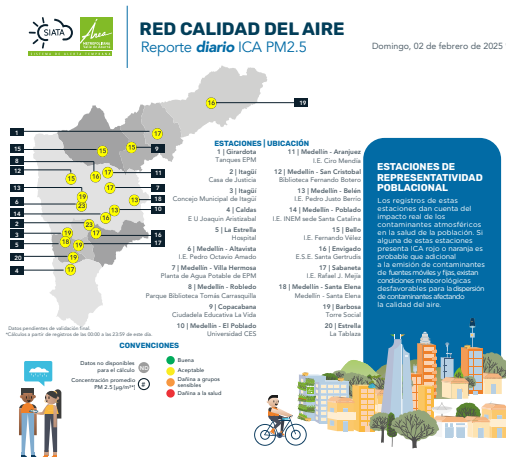 SIATA
Área
METROPOLITANA
Valle de Aburrá
RED CALIDAD DEL AIRE
Reporte diario ICA PM2.5
Domingo, 02 de febrero de 2025
16
19
1
17
15
15
15
9
8
16
17
12
15
11
13
17
7
19
13
18
6
23
13
10
14
16
2
23
3
19
17
16
5
18
19
17
20
19
4
17
ESTACIONES | UBICACIÓN
1 | Girardota
Tanques EPM
2 | Itagüí
Casa de Justicia
3 | Itagüí
Concejo Municipal de Itagüí
4 | Caldas
E U Joaquin Aristizabal
5 | La Estrella
Hospital
6 | Medellín - Altavista
I.E. Pedro Octavio Amado
7 | Medellín - Villa Hermosa
Planta de Agua Potable de EPM
8 | Medellín - Robledo
Parque Biblioteca Tomás Carrasquilla
9 | Copacabana
Ciudadela Educativa La Vida
10 | Medellín - El Poblado
Universidad CES
11 | Medellín - Aranjuez
I.E. Ciro Mendía
12 | Medellín - San Cristobal
Biblioteca Fernando Botero
13 | Medellín - Belén
I.E. Pedro Justo Berrio
14 | Medellín - Poblado
I.E. INEM sede Santa Catalina
15 | Bello
I.E. Fernando Vélez
16 | Envigado
E.S.E. Santa Gertrudis
17 | Sabaneta
I.E. Rafael J. Mejía
18 | Medellín - Santa Elena
Medellín - Santa Elena
19 | Barbosa
Torre Social
20 | Estrella
La Tablaza
ESTACIONES DE
REPRESENTATIVIDAD
POBLACIONAL
Los registros de estas
estaciones dan cuenta del
impacto real de los
contaminantes atmosféricos
en la salud de la población. Si
alguna de estas estaciones
presenta ICA rojo o naranja es
probable que adicional
a la emisión de contaminantes
de fuentes móviles y fijas, existan
condiciones meteorológicas
desfavorables para la dispersión
de contaminantes afectando
la calidad del aire.
Datos pendientes de validación final
*Cálculos a partir de registros de las 00:00 a las 23:59 de este día.
CONVENCIONES
Datos no disponibles
para el cálculo
ND
Concentración promedio
PM 2.5 [µg/m³*]
#
Buena
Aceptable
Dañina a grupos
sensibles
Dañina a la salud